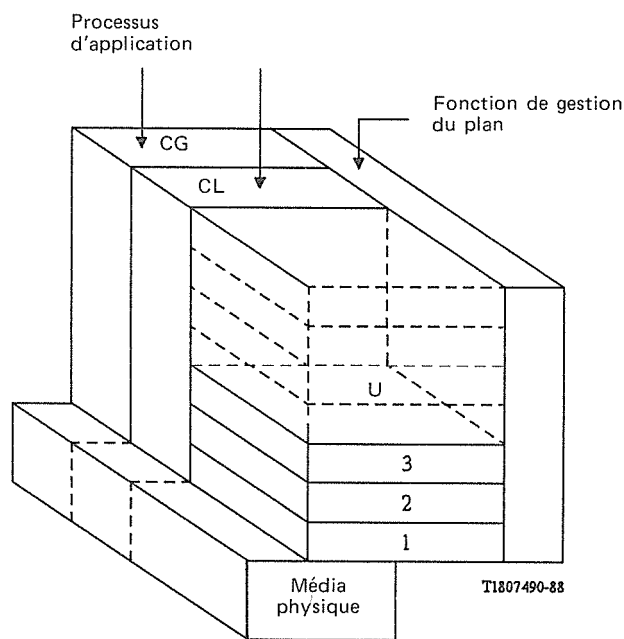 Processus
d'application
Fonction de gestion
du plan
CG
CL
U
3
2
1
Média
physique
T1807490-88